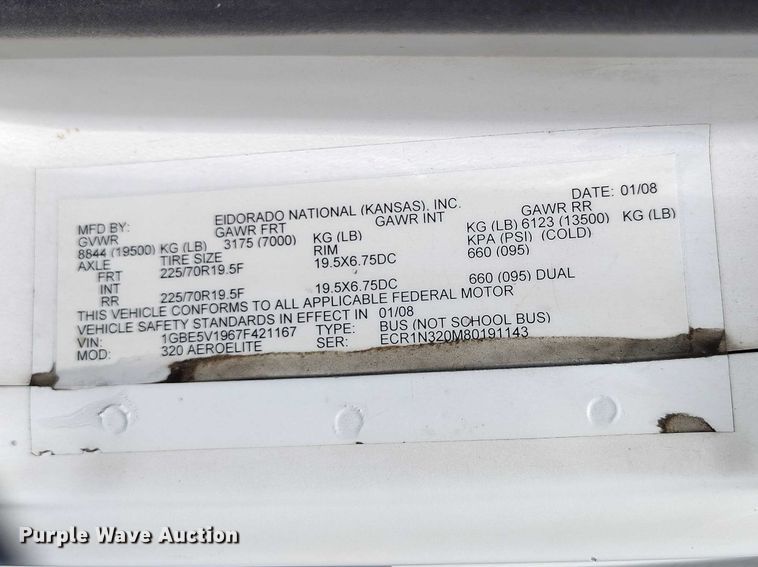 MFD BY: EIDORADO NATIONAL (KANSAS), INC. DATE: 01/08
GVWR GAWR FRT GAWR INT GAWR RR
8844 (19500) KG (LB) 3175 (7000) KG (LB) KG (LB) 6123 (13500) KG (LB)
AXLE TIRE SIZE RIM KPA (PSI) (COLD)
FRT 225/70R19.5F 19.5X6.75DC 660 (095)
INT
RR 225/70R19.5F 19.5X6.75DC 660 (095) DUAL
THIS VEHICLE CONFORMS TO ALL APPLICABLE FEDERAL MOTOR
VEHICLE SAFETY STANDARDS IN EFFECT IN 01/08
VIN: 1GBE5V1967F421167 TYPE: BUS (NOT SCHOOL BUS)
MOD: 320 AEROELITE SER: ECR1N320M80191143
Purple Wave Auction